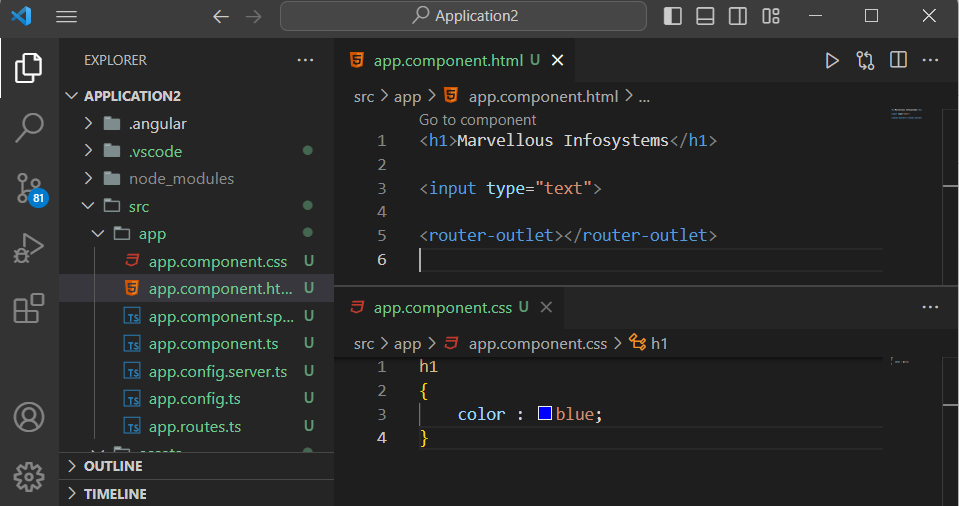 Application2
EXPLORER
APPLICATION2
.angular
.vscode
node_modules
src
app
app.component.css U
app.component.ht... U
app.component.sp... U
app.component.ts U
app.config.server.ts U
app.config.ts U
app.routes.ts U
OUTLINE
TIMELINE
81
app.component.html U
src > app > app.component.html > ...
Go to component
1 <h1>Marvellous Infosystems</h1>
2
3 <input type="text">
4
5 <router-outlet></router-outlet>
6
app.component.css U
src > app > app.component.css > h1
1 h1
2 {
3 color : blue;
4 }